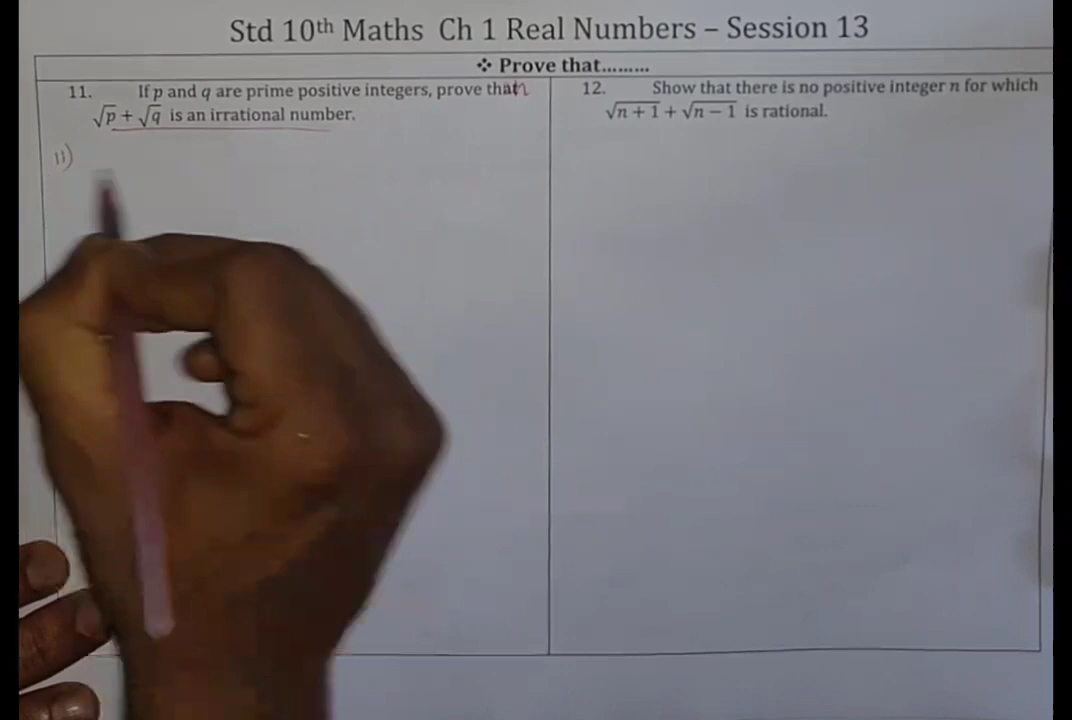 Std 10th Maths Ch 1 Real Numbers – Session 13
❖ Prove that.........
11. If p and q are prime positive integers, prove that
√p + √q is an irrational number.
11)
12. Show that there is no positive integer n for which
√n + 1 + √n − 1 is rational.